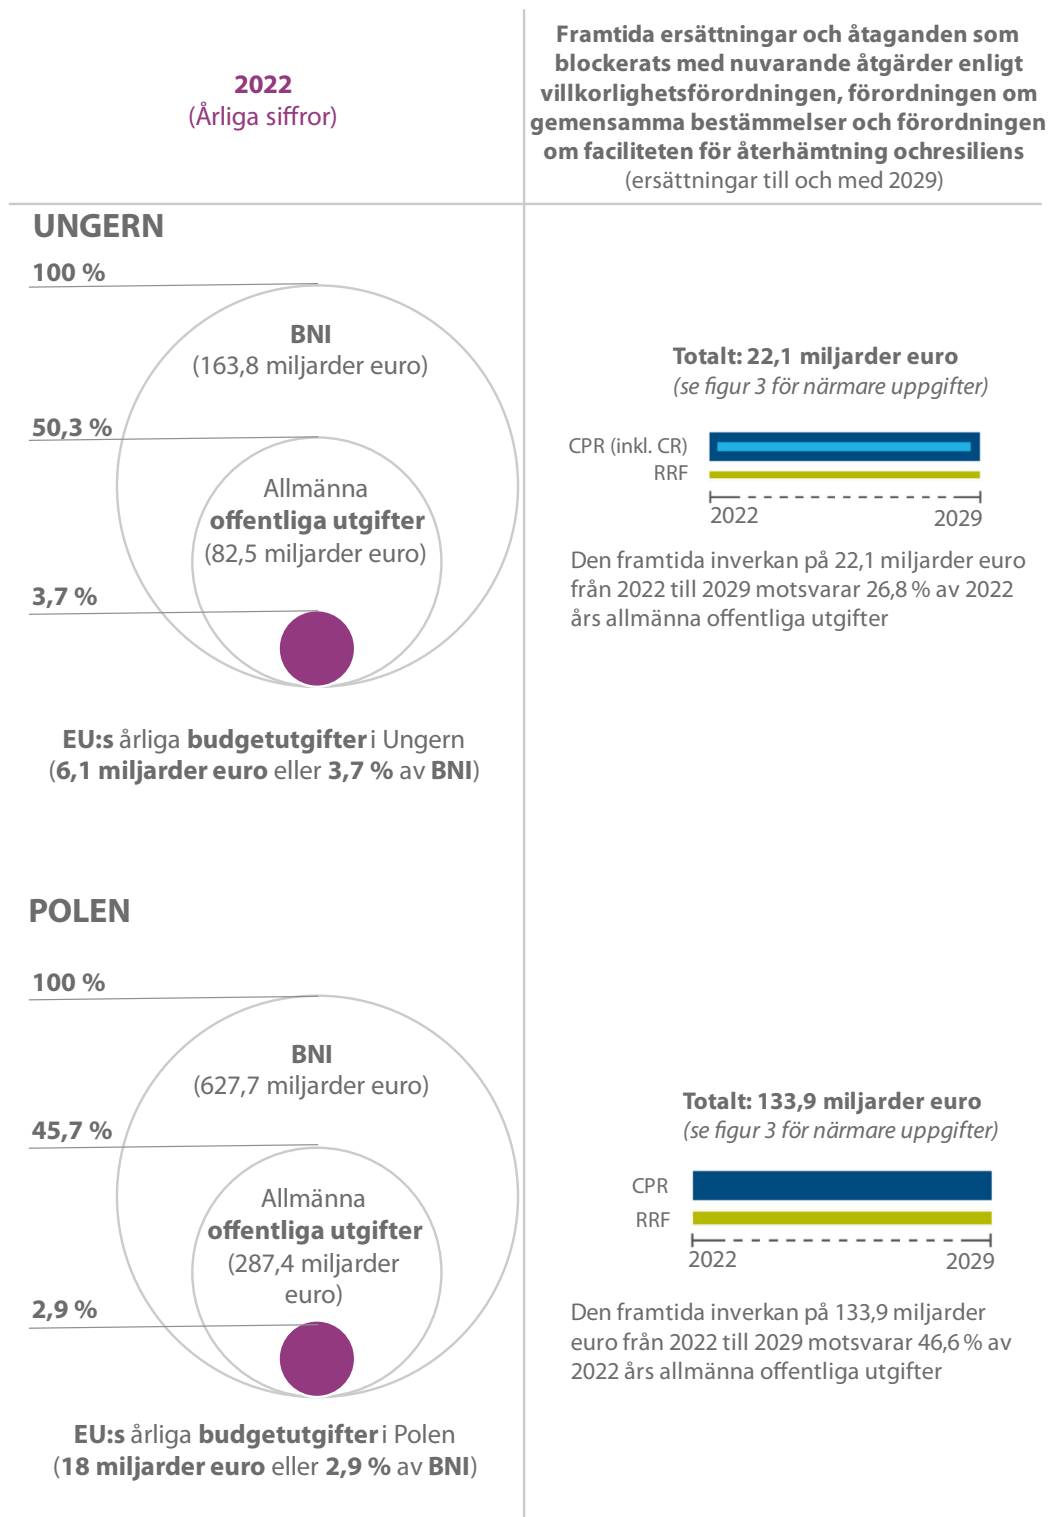 2022
(Årliga siffror)
Framtida ersättningar och åtaganden som
blockerats med nuvarande åtgärder enligt
villkorlighetsförordningen, förordningen om
gemensamma bestämmelser och förordningen
om faciliteten för återhämtning ochresiliens
(ersättningar till och med 2029)
UNGERN
100 %
BNI
(163,8 miljarder euro)
50,3 %
Allmänna
offentliga utgifter
(82,5 miljarder euro)
3,7 %
EU:s årliga budgetutgifter i Ungern
(6,1 miljarder euro eller 3,7 % av BNI)
Totalt: 22,1 miljarder euro
(se figur 3 för närmare uppgifter)
CPR (inkl. CR)
RRF
2022
2029
Den framtida inverkan på 22,1 miljarder euro
från 2022 till 2029 motsvarar 26,8 % av 2022
års allmänna offentliga utgifter
POLEN
100 %
BNI
(627,7 miljarder euro)
45,7 %
Allmänna
offentliga utgifter
(287,4 miljarder
euro)
2,9 %
EU:s årliga budgetutgifter i Polen
(18 miljarder euro eller 2,9 % av BNI)
Totalt: 133,9 miljarder euro
(se figur 3 för närmare uppgifter)
CPR
RRF
2022
2029
Den framtida inverkan på 133,9 miljarder
euro från 2022 till 2029 motsvarar 46,6 % av
2022 års allmänna offentliga utgifter